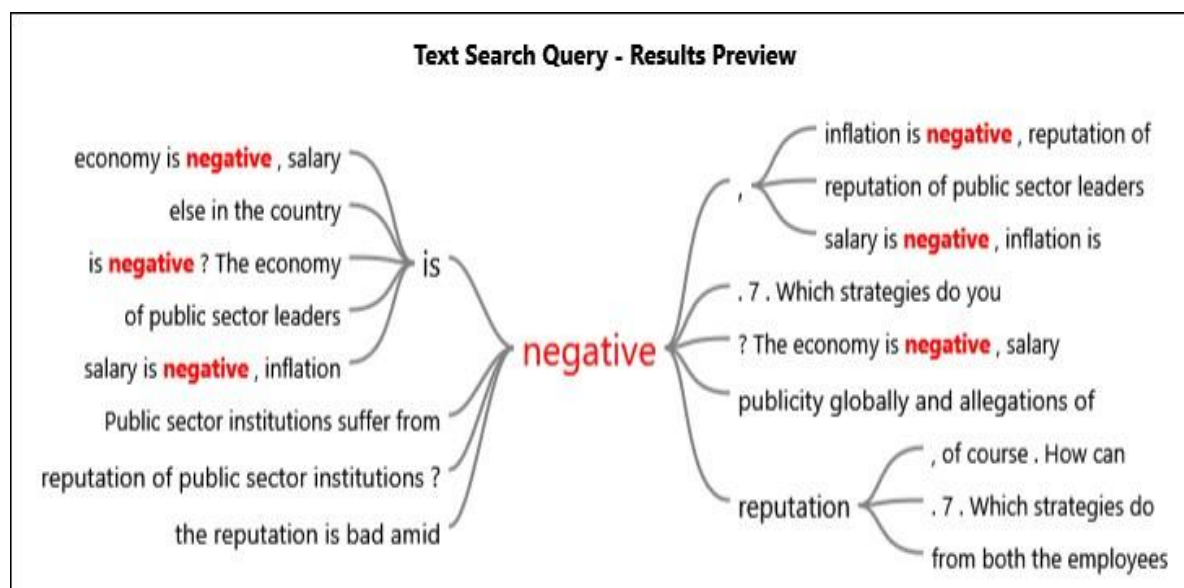 Text Search Query - Results Preview
economy is negative , salary
else in the country
is negative ? The economy
of public sector leaders
salary is negative , inflation
is
Public sector institutions suffer from
reputation of public sector institutions ?
the reputation is bad amid
negative
,
inflation is negative , reputation of
reputation of public sector leaders
salary is negative , inflation is
. 7 . Which strategies do you
? The economy is negative , salary
publicity globally and allegations of
reputation
, of course . How can
. 7 . Which strategies do
from both the employees